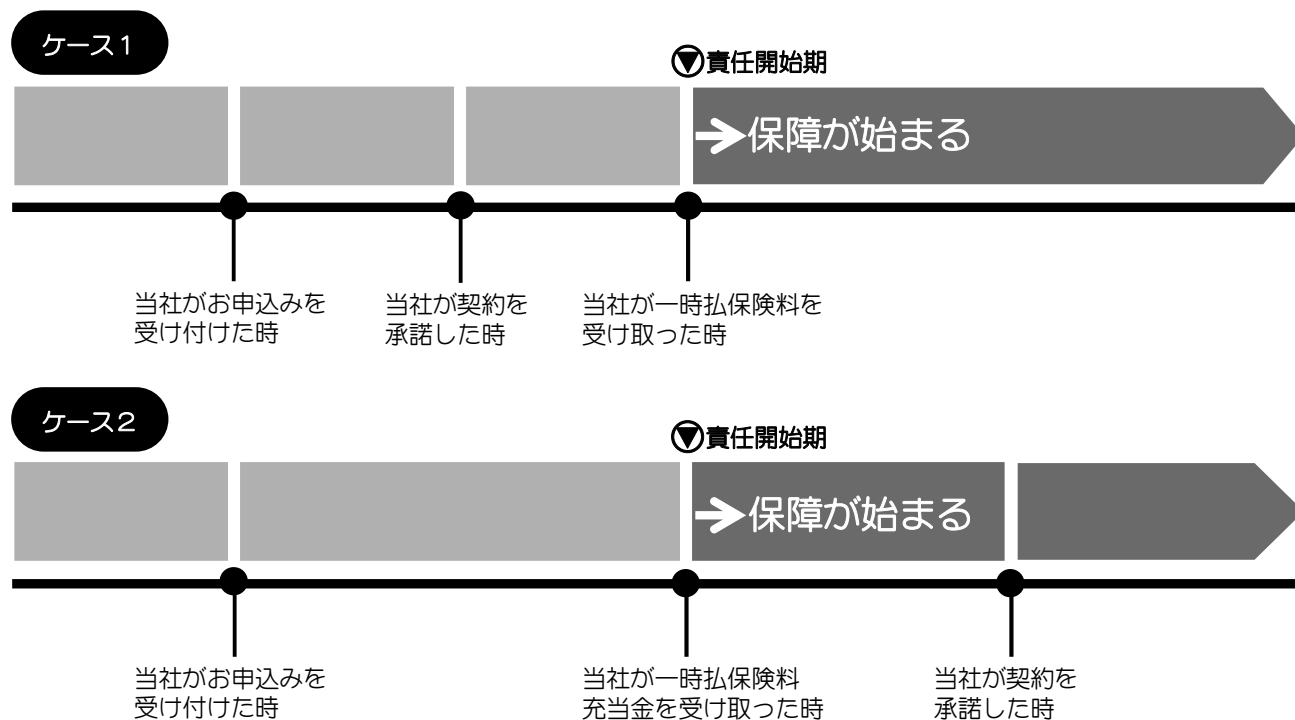 ケース1
▼責任開始期
→保障が始まる
当社がお申込みを
受け付けた時
当社が契約を
承諾した時
当社が一時払保険料を
受け取った時
ケース2
▼責任開始期
→保障が始まる
当社がお申込みを
受け付けた時
当社が一時払保険料
充当金を受け取った時
当社が契約を
承諾した時